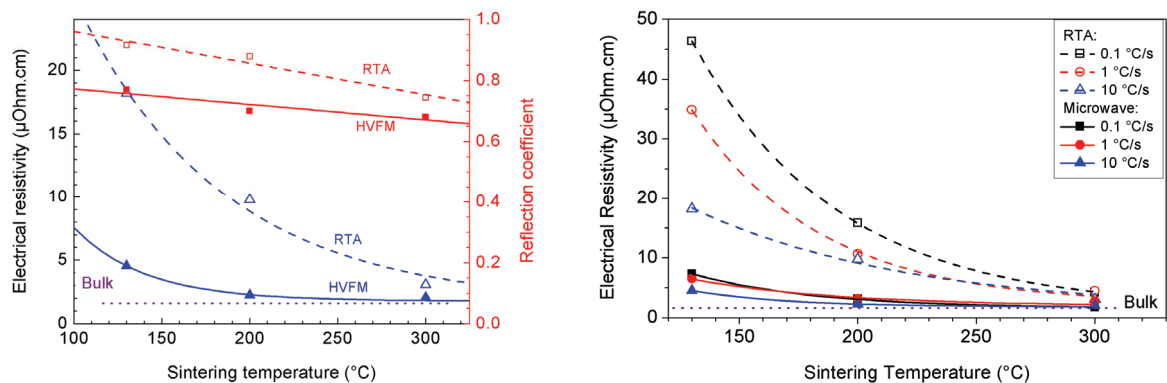 Electrical resistivity (µOhm.cm)
20
15
10
5
0
1.0
0.8
0.6
0.4
0.2
0.0
Reflection coefficient
RTA
HVFM
RTA
HVFM
Bulk
100
150
200
250
300
Sintering temperature (°C)
Electrical Resistivity (µOhm.cm)
50
40
30
20
10
0
RTA:
0.1 °C/s
1 °C/s
10 °C/s
Microwave:
0.1 °C/s
1 °C/s
10 °C/s
Bulk
150
200
250
300
Sintering Temperature (°C)